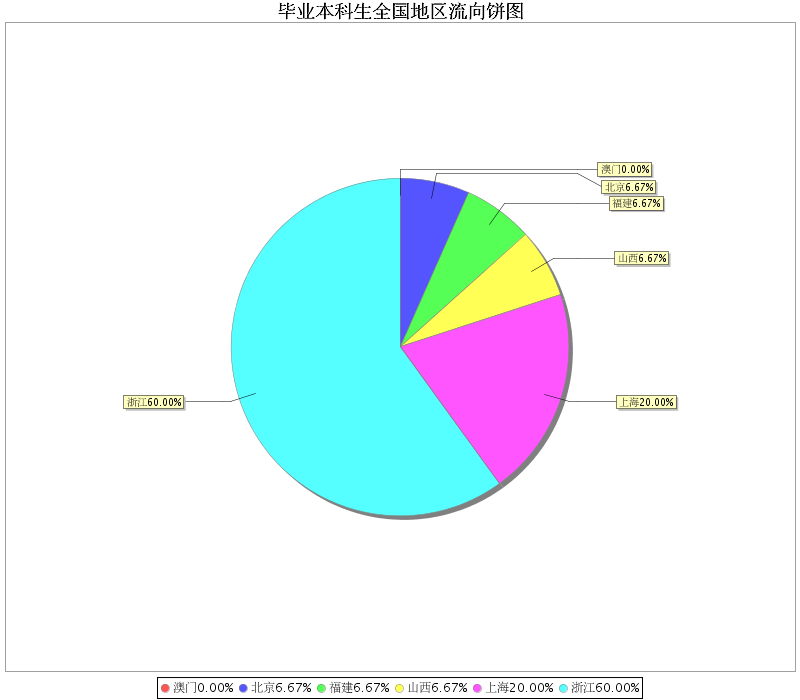 毕业本科生全国地区流向饼图
澳门0.00%
北京6.67%
福建6.67%
山西6.67%
浙江60.00%
上海20.00%
澳门0.00% 北京6.67% 福建6.67% 山西6.67% 上海20.00% 浙江60.00%